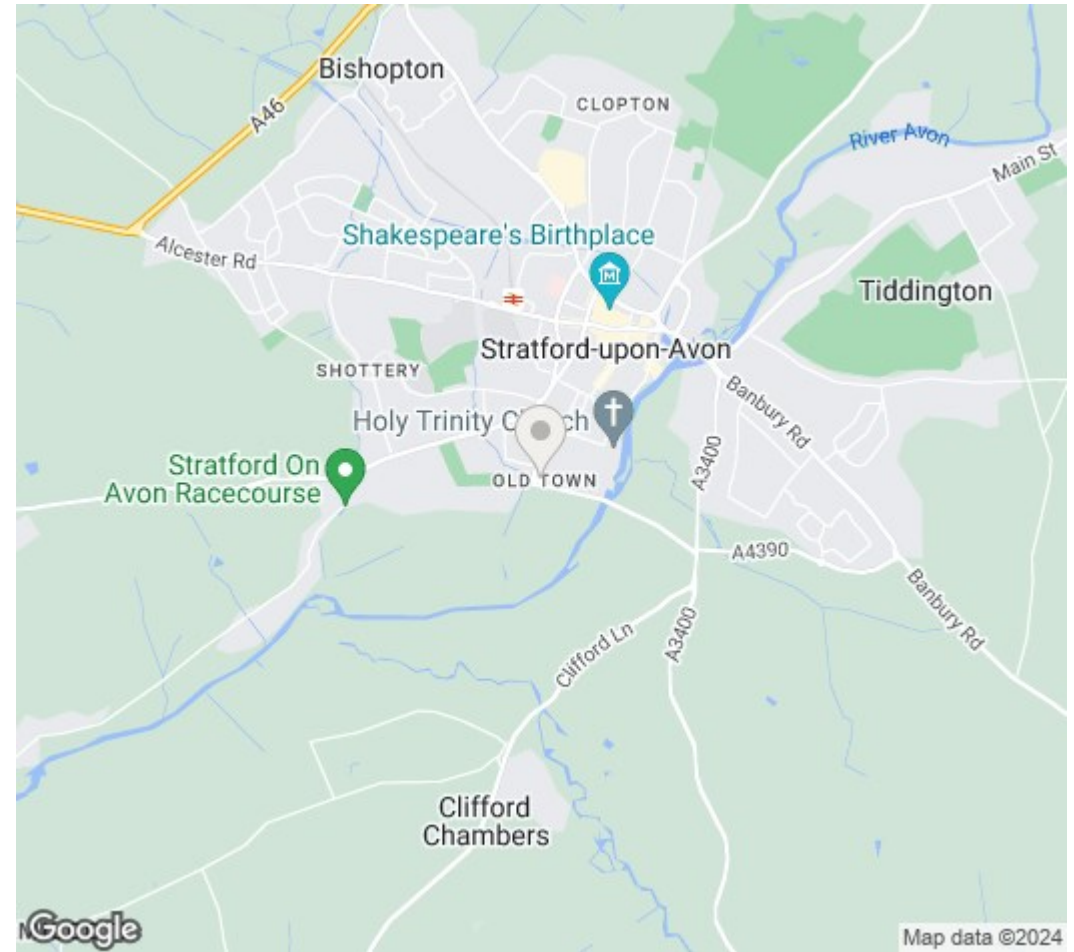 Bishopton
CLOPTON
A46
River Avon
Main St
Shakespeare's Birthplace
Alcester Rd
M
Tiddington
Stratford-upon-Avon
SHOTTERY
Banbury Rd
Holy Trinity Church
A3400
Stratford On
Avon Racecourse
OLD TOWN
A4390
Banbury Rd
Clifford Ln
A3400
Clifford
Chambers
Google
Map data ©2024